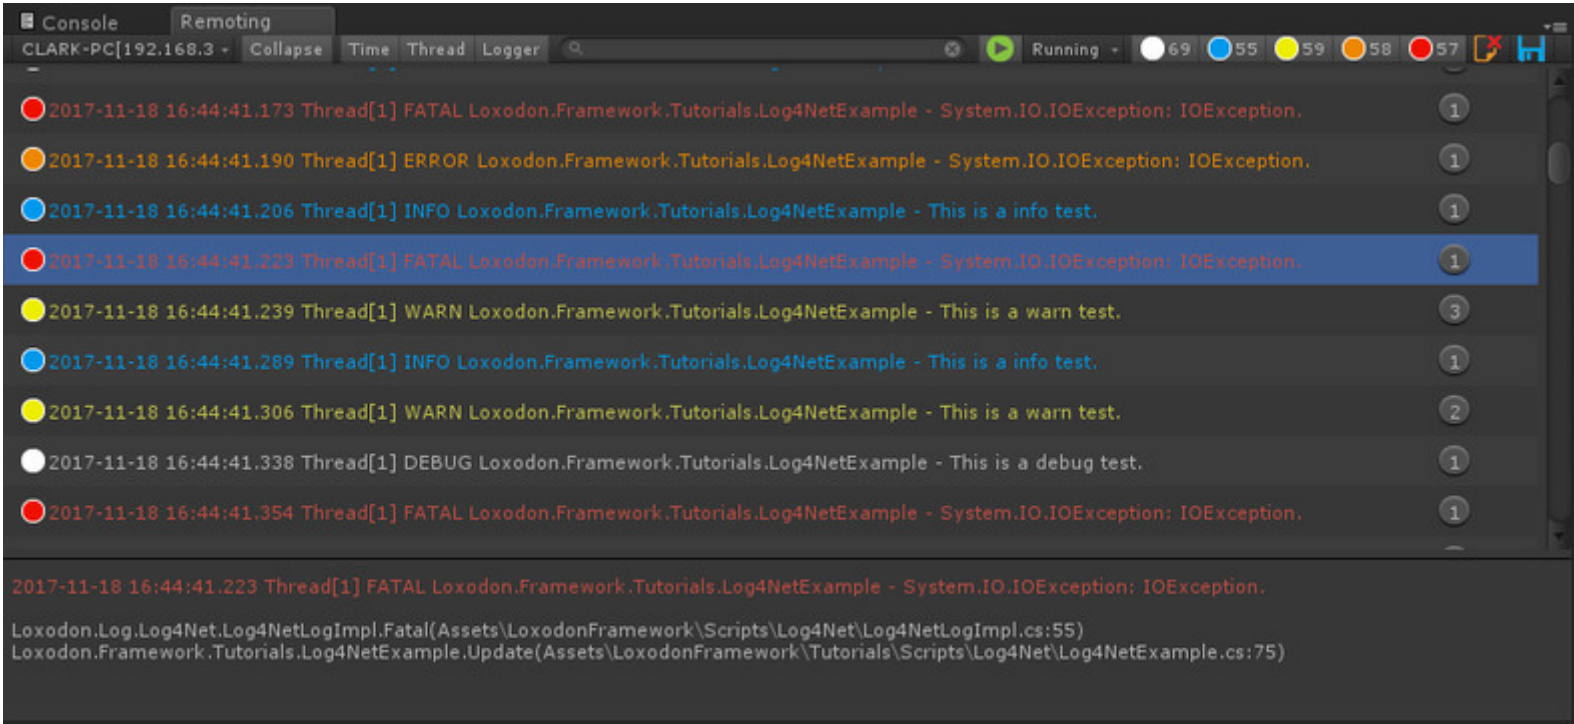 Console Remoting
CLARK-PC[192.168.3 Collapse Time Thread Logger Running 69 55 59 58 57
2017-11-18 16:44:41.173 Thread[1] FATAL Loxodon.Framework.Tutorials.Log4NetExample - System.IO.IOException: IOException. 1
2017-11-18 16:44:41.190 Thread[1] ERROR Loxodon.Framework.Tutorials.Log4NetExample - System.IO.IOException: IOException. 1
2017-11-18 16:44:41.206 Thread[1] INFO Loxodon.Framework.Tutorials.Log4NetExample - This is a info test. 1
2017-11-18 16:44:41.223 Thread[1] FATAL Loxodon.Framework.Tutorials.Log4NetExample - System.IO.IOException: IOException. 1
2017-11-18 16:44:41.239 Thread[1] WARN Loxodon.Framework.Tutorials.Log4NetExample - This is a warn test. 3
2017-11-18 16:44:41.289 Thread[1] INFO Loxodon.Framework.Tutorials.Log4NetExample - This is a info test. 1
2017-11-18 16:44:41.306 Thread[1] WARN Loxodon.Framework.Tutorials.Log4NetExample - This is a warn test. 2
2017-11-18 16:44:41.338 Thread[1] DEBUG Loxodon.Framework.Tutorials.Log4NetExample - This is a debug test. 1
2017-11-18 16:44:41.354 Thread[1] FATAL Loxodon.Framework.Tutorials.Log4NetExample - System.IO.IOException: IOException. 1
2017-11-18 16:44:41.223 Thread[1] FATAL Loxodon.Framework.Tutorials.Log4NetExample - System.IO.IOException: IOException.
Loxodon.Log.Log4Net.Log4NetLogImpl.Fatal(Assets\LoxodonFramework\Scripts\Log4Net\Log4NetLogImpl.cs:55)
Loxodon.Framework.Tutorials.Log4NetExample.Update(Assets\LoxodonFramework\Tutorials\Scripts\Log4Net\Log4NetExample.cs:75)